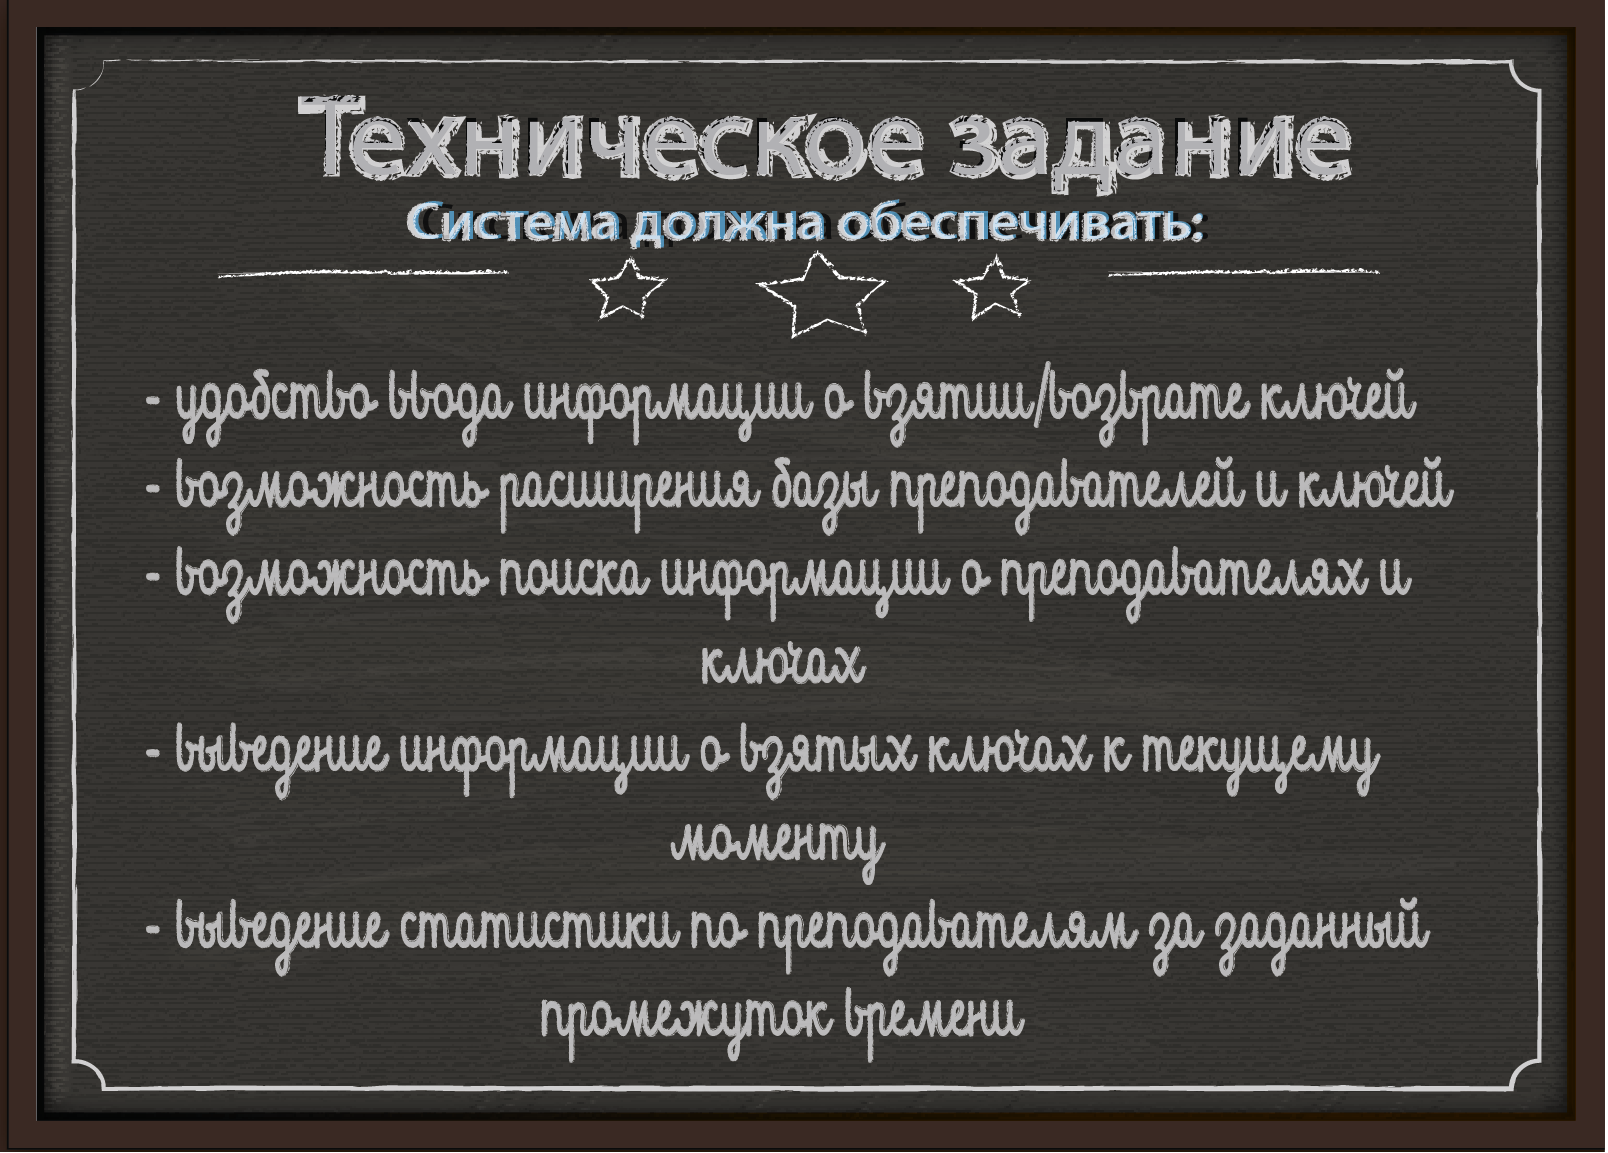 Техническое задание
Система должна обеспечивать:
- удобство ввода информации о взятии/возврате ключей
- возможность расширения базы преподавателей и ключей
- возможность поиска информации о преподавателях и
ключах
- выведение информации о взятых ключах к текущему
моменту
- выведение статистики по преподавателям за заданный
промежуток времени